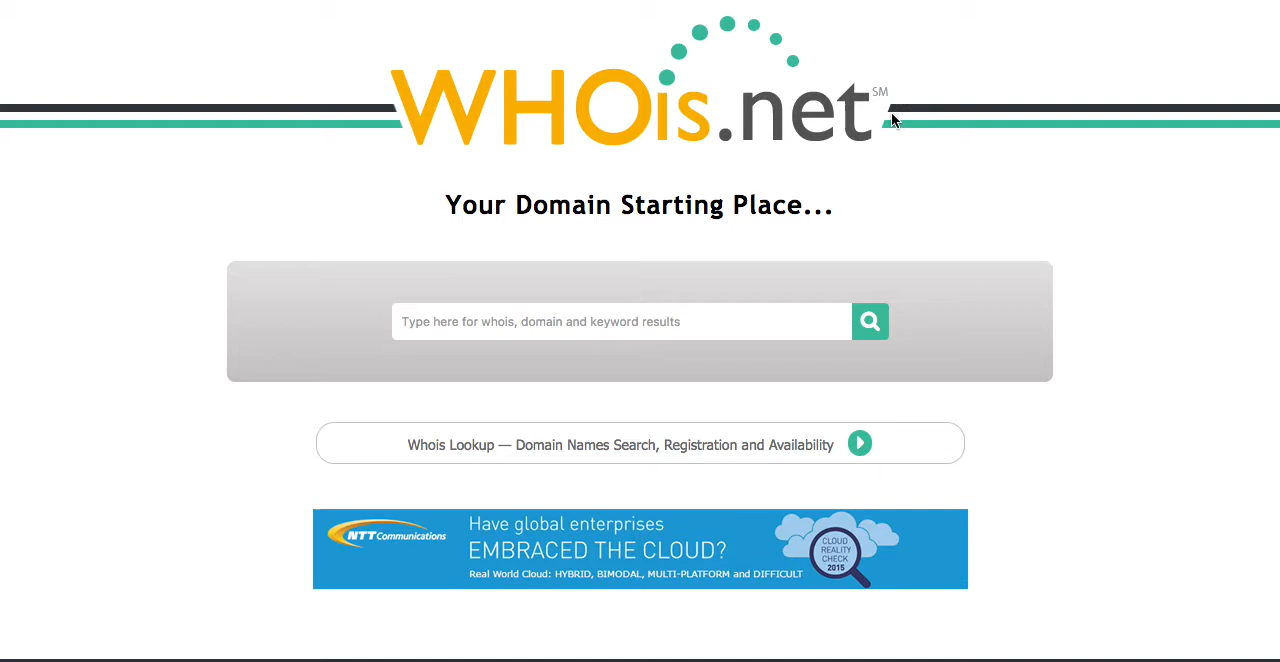 WHOis.net SM
Your Domain Starting Place...
Type here for whois, domain and keyword results
Whois Lookup — Domain Names Search, Registration and Availability
NTT Communications
Have global enterprises
EMBRACED THE CLOUD?
Real World Cloud: HYBRID, BIMODAL, MULTI-PLATFORM and DIFFICULT
CLOUD
REALITY
CHECK
2015